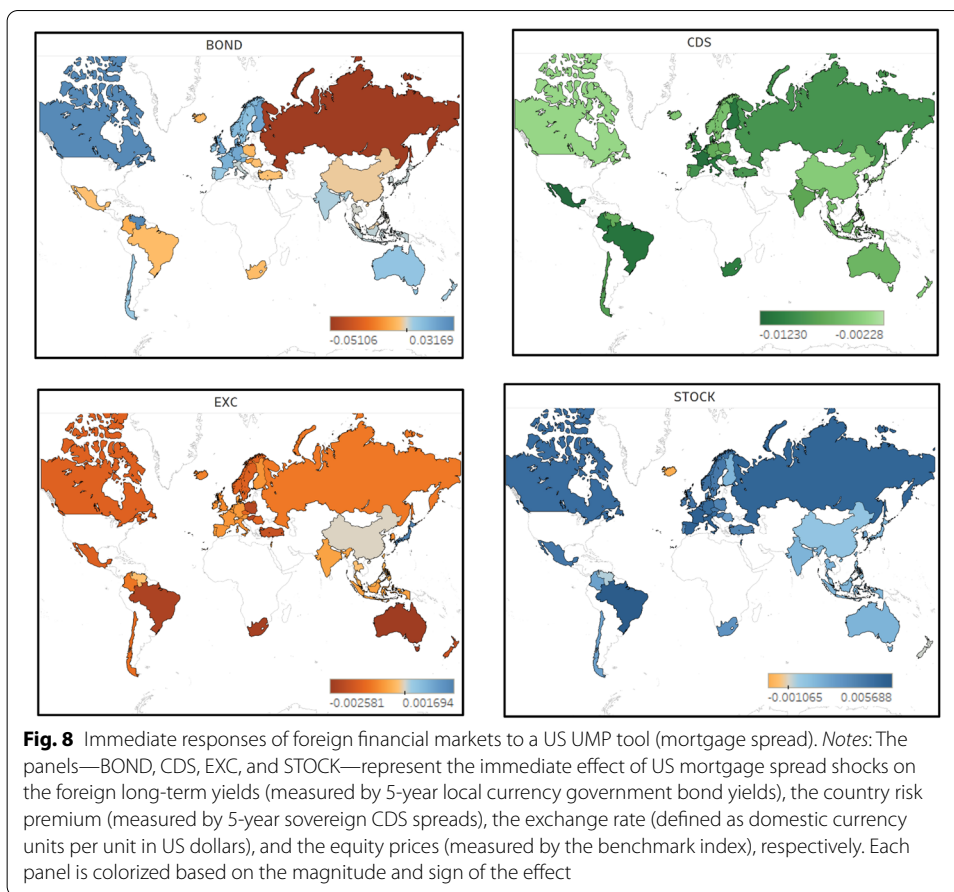 BOND
CDS
-0.05106 0.03169
-0.01230 -0.00228
EXC
STOCK
-0.002581 0.001694
-0.001065 0.005688
Fig. 8 Immediate responses of foreign financial markets to a US UMP tool (mortgage spread). Notes: The
panels—BOND, CDS, EXC, and STOCK—represent the immediate effect of US mortgage spread shocks on
the foreign long-term yields (measured by 5-year local currency government bond yields), the country risk
premium (measured by 5-year sovereign CDS spreads), the exchange rate (defined as domestic currency
units per unit in US dollars), and the equity prices (measured by the benchmark index), respectively. Each
panel is colorized based on the magnitude and sign of the effect